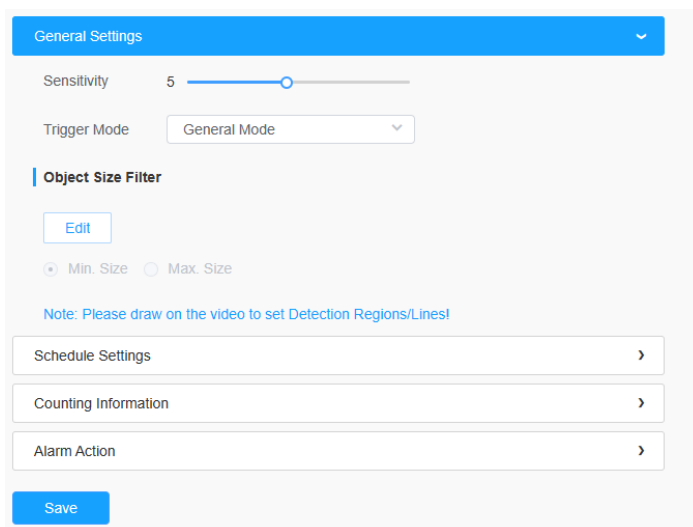 General Settings
Sensitivity 5
Trigger Mode General Mode
Object Size Filter
Edit
Min. Size Max. Size
Note: Please draw on the video to set Detection Regions/Lines!
Schedule Settings
Counting Information
Alarm Action
Save